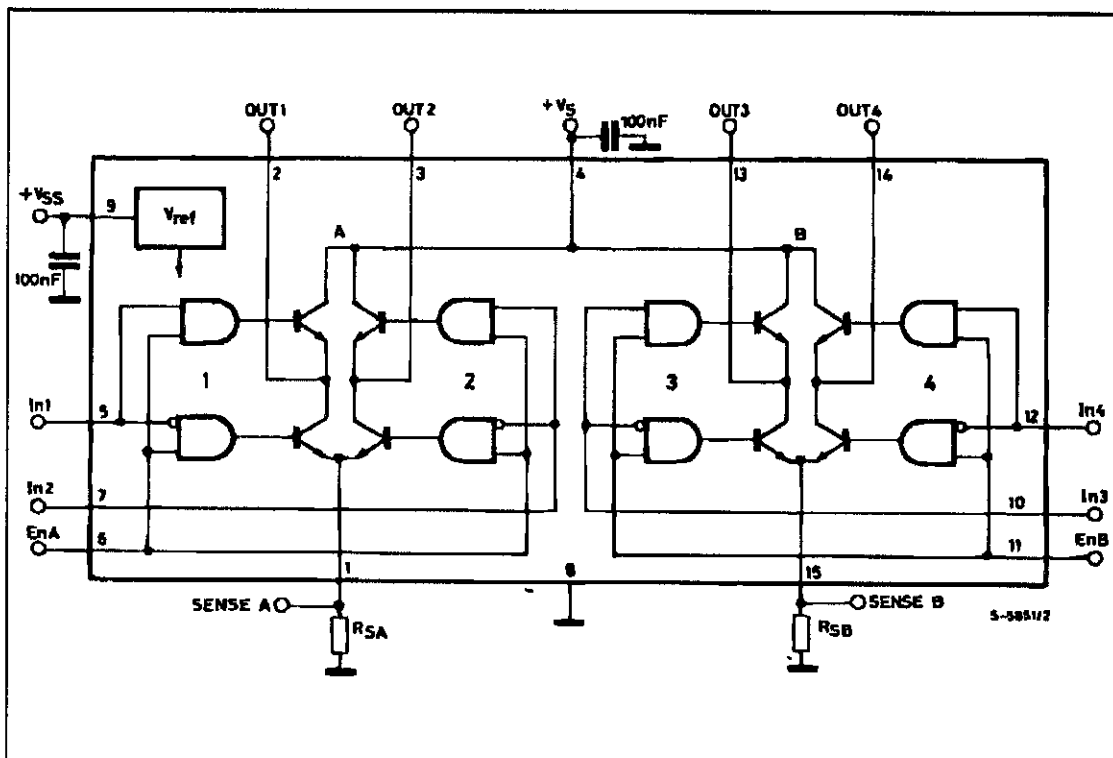 OUT1
OUT2
+VS
100nF
OUT3
OUT4
2
3
4
13
14
+VSS
9
Vref
100nF
A
B
1
2
3
4
In1
5
12
In4
In2
7
10
In3
EnA
6
11
EnB
1
8
15
SENSE A
SENSE B
RSA
RSB
S-5851/2